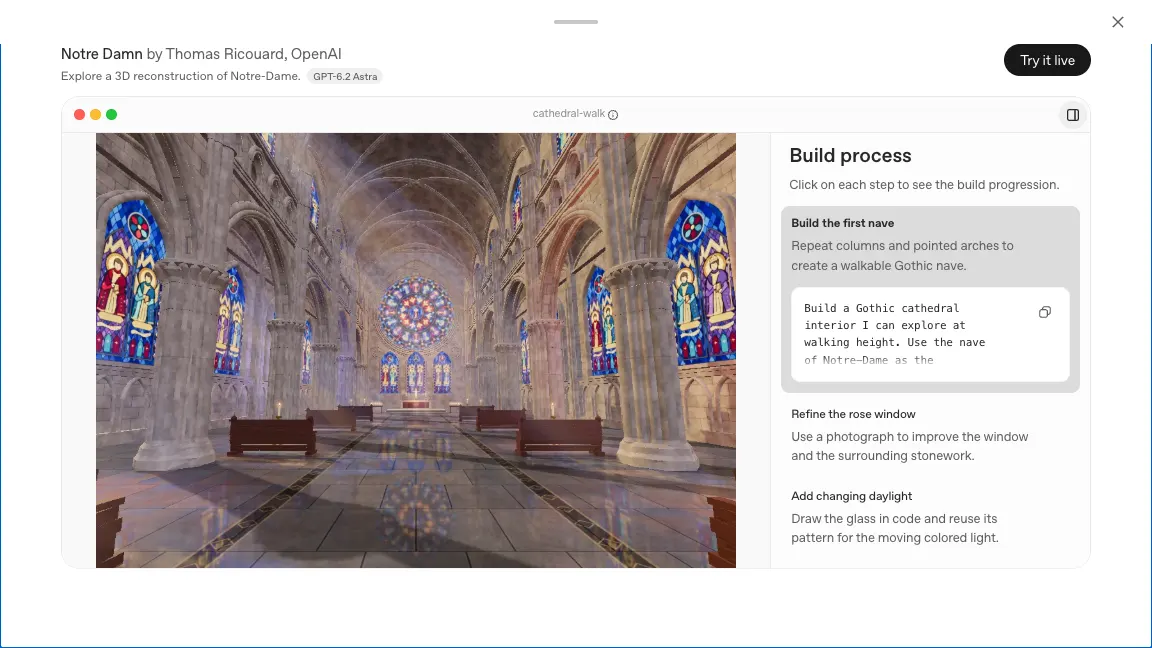 Notre Damn by Thomas Ricouard, OpenAI
Explore a 3D reconstruction of Notre-Dame. GPT-6.2 Astra
Try it live
cathedral-walk
Build process
Click on each step to see the build progression.
Build the first nave
Repeat columns and pointed arches to
create a walkable Gothic nave.
Build a Gothic cathedral
interior I can explore at
walking height. Use the nave
of Notre-Dame as the
Refine the rose window
Use a photograph to improve the window
and the surrounding stonework.
Add changing daylight
Draw the glass in code and reuse its
pattern for the moving colored light.